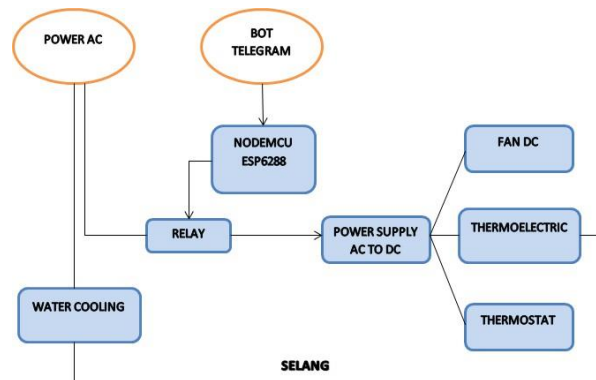 POWER AC
BOT
TELEGRAM
NODEMCU
ESP6288
FAN DC
RELAY
POWER SUPPLY
AC TO DC
THERMOELECTRIC
WATER COOLING
THERMOSTAT
SELANG